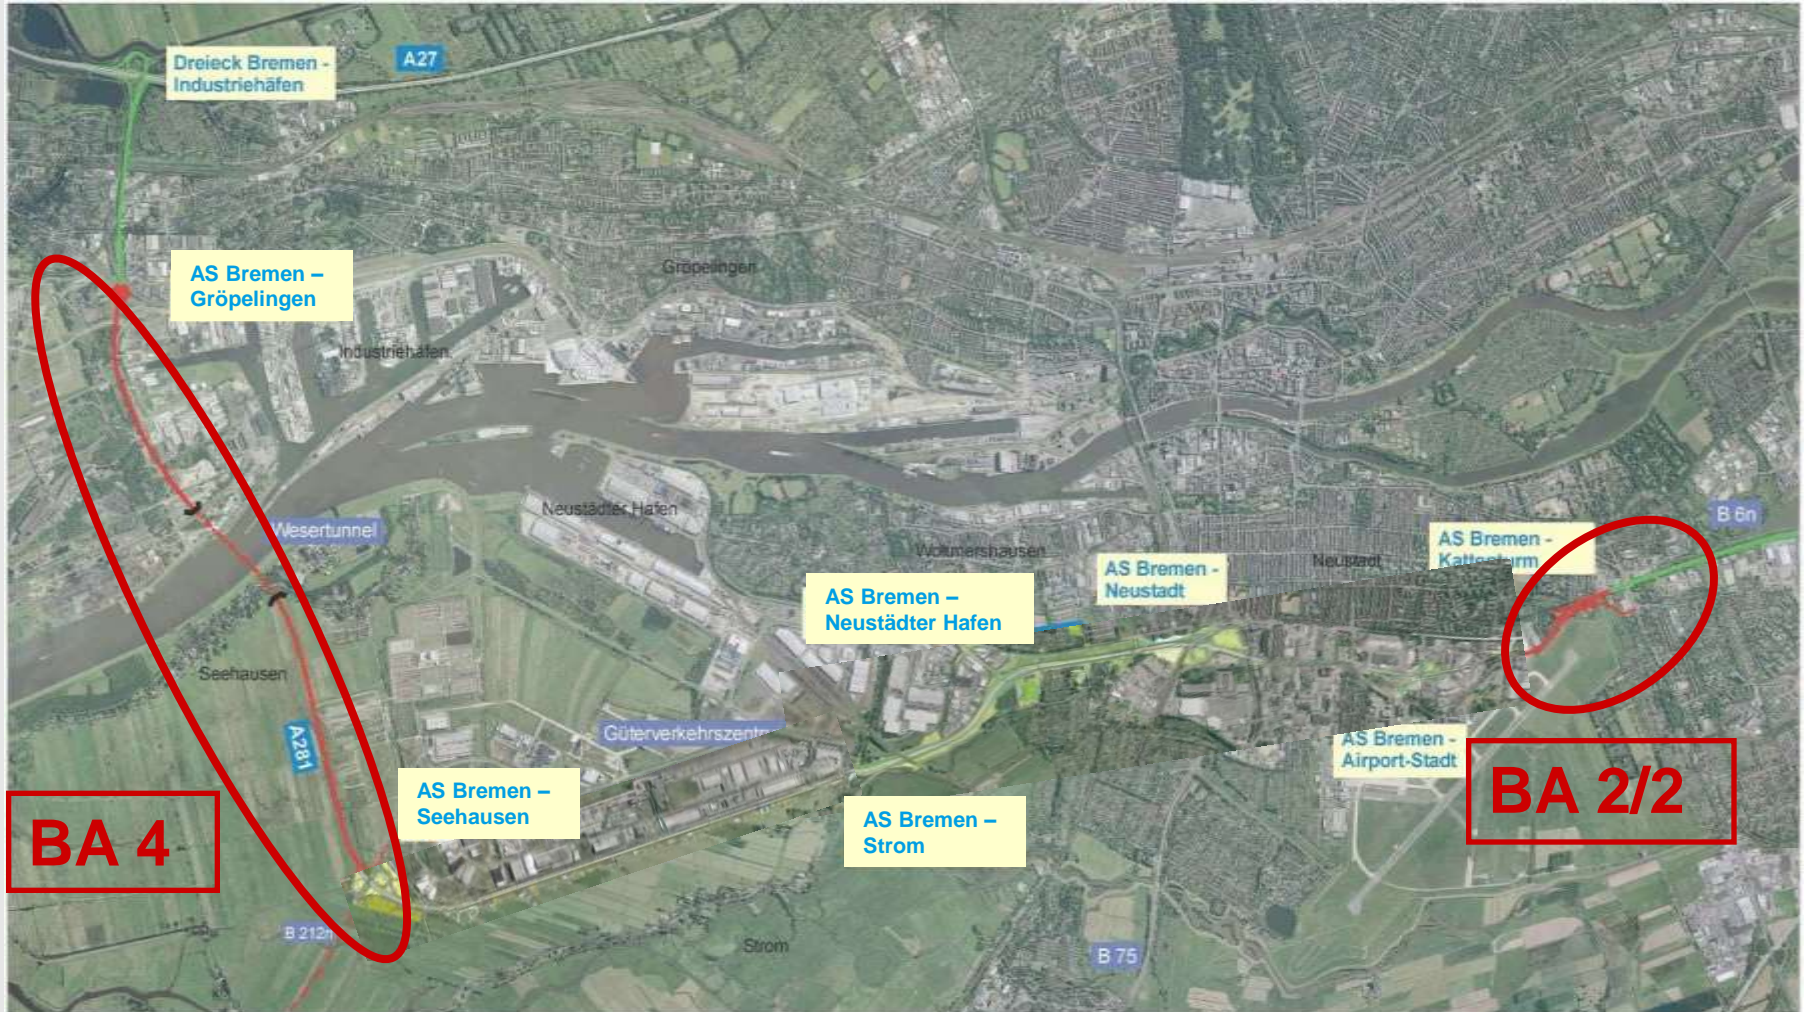 Dreieck Bremen -
Industriehäfen
A27
AS Bremen –
Gröpelingen
Gröpelingen
Industriehäfen
Neustädter Hafen
Wesertunnel
B 6n
AS Bremen -
Woltmershausen
Neustadt
AS Bremen -
Neustadt
AS Bremen –
Neustädter Hafen
Seehausen
A281
AS Bremen -
Airport-Stadt
BA 2/2
AS Bremen –
Seehausen
AS Bremen –
Strom
BA 4
B 212n
Strom
B 75